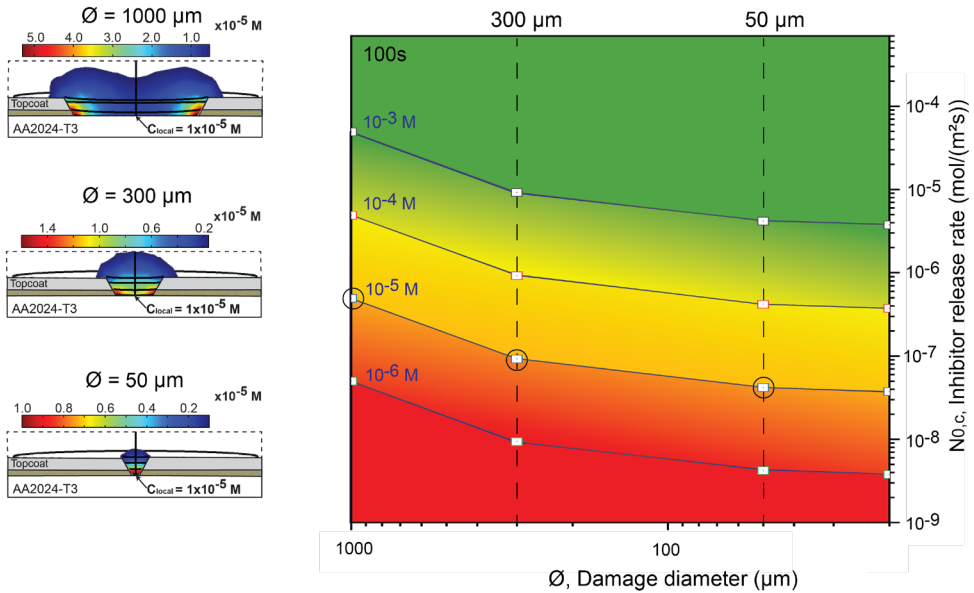 Ø = 1000 µm
x10⁻⁵ M
5.0 4.0 3.0 2.0 1.0
Topcoat
AA2024-T3
Clocal = 1x10⁻⁵ M
Ø = 300 µm
x10⁻⁵ M
1.4 1.0 0.6 0.2
Topcoat
AA2024-T3
Clocal = 1x10⁻⁵ M
Ø = 50 µm
x10⁻⁵ M
1.0 0.8 0.6 0.4 0.2
Topcoat
AA2024-T3
Clocal = 1x10⁻⁵ M
300 µm 50 µm
100s
10⁻³ M
10⁻⁴ M
10⁻⁵ M
10⁻⁶ M
10⁻⁴
10⁻⁵
10⁻⁶
10⁻⁷
10⁻⁸
10⁻⁹
No,c, Inhibitor release rate (mol/(m²s))
1000 100
Ø, Damage diameter (µm)